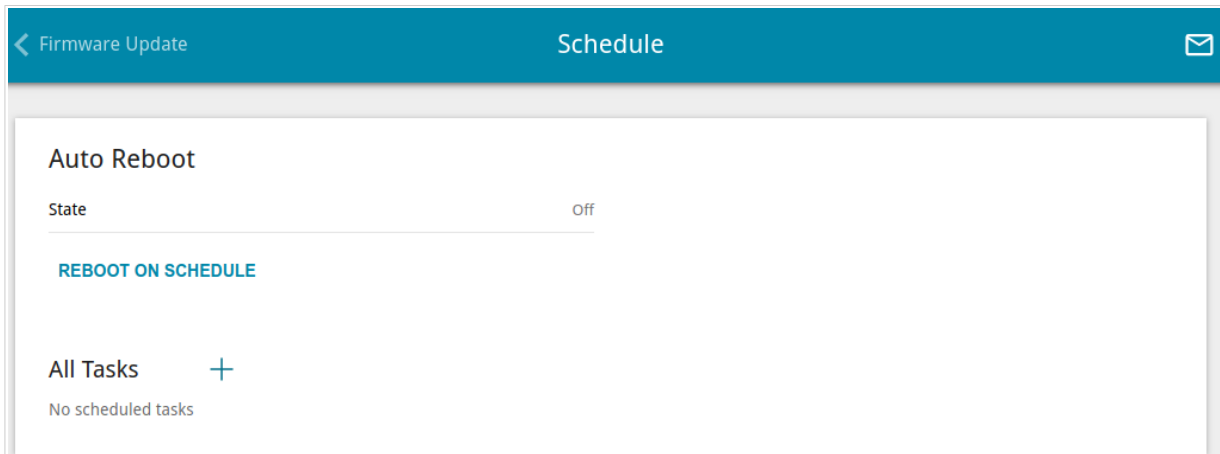 Firmware Update
Schedule
Auto Reboot
State Off
REBOOT ON SCHEDULE
All Tasks
No scheduled tasks